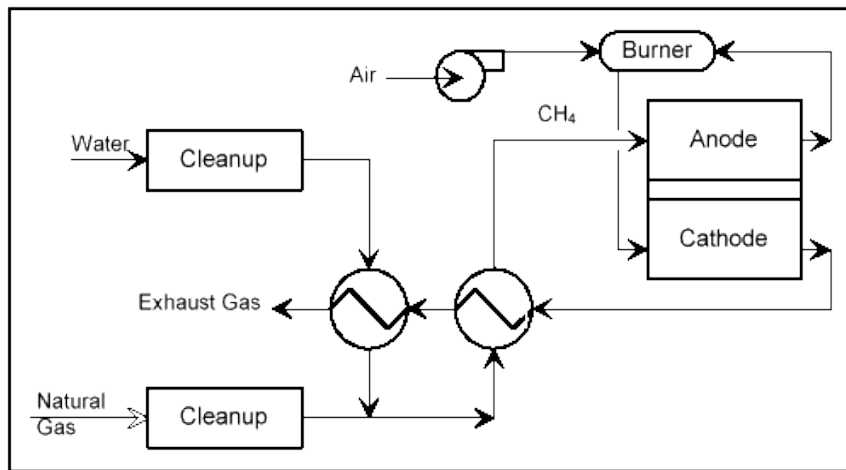 Burner
Air
CH₄
Water
Cleanup
Anode
Cathode
Exhaust Gas
Natural
Gas
Cleanup